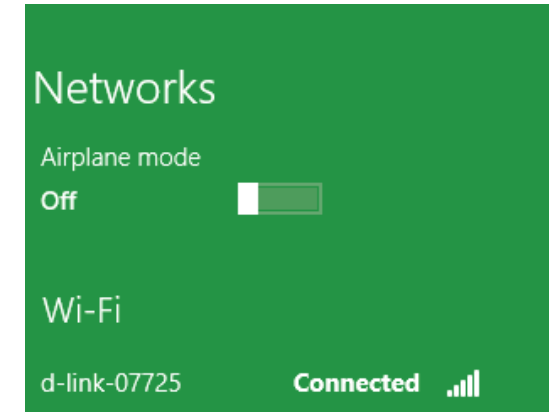 Networks
Airplane mode
Off
Wi-Fi
d-link-07725 Connected